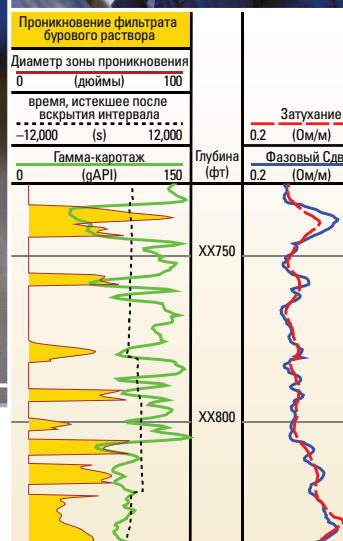 Проникновение фильтрата
бурового раствора
Диаметр зоны проникновения
0 (дюймы) 100
время, истекшее после
вскрытия интервала
–12,000 (s) 12,000
Гамма-каротаж
0 (gAPI) 150
Глубина
(фт)
Затухание
0.2 (Ом/м)
Фазовый Сдв
0.2 (Ом/м)
XX750
XX800